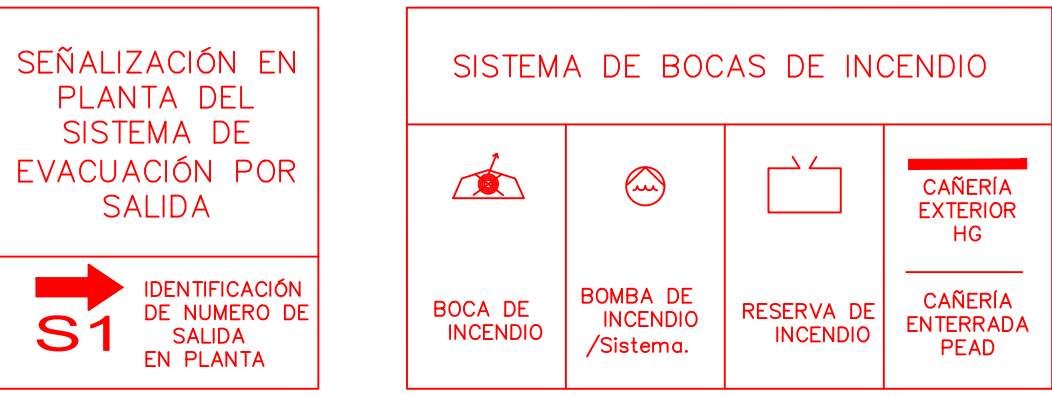 SEÑALIZACIÓN EN
PLANTA DEL
SISTEMA DE
EVACUACIÓN POR
SALIDA
S1
IDENTIFICACIÓN
DE NUMERO DE
SALIDA
EN PLANTA
SISTEMA DE BOCAS DE INCENDIO
BOCA DE
INCENDIO
BOMBA DE
INCENDIO
/Sistema.
RESERVA DE
INCENDIO
CAÑERÍA
EXTERIOR
HG
CAÑERÍA
ENTERRADA
PEAD